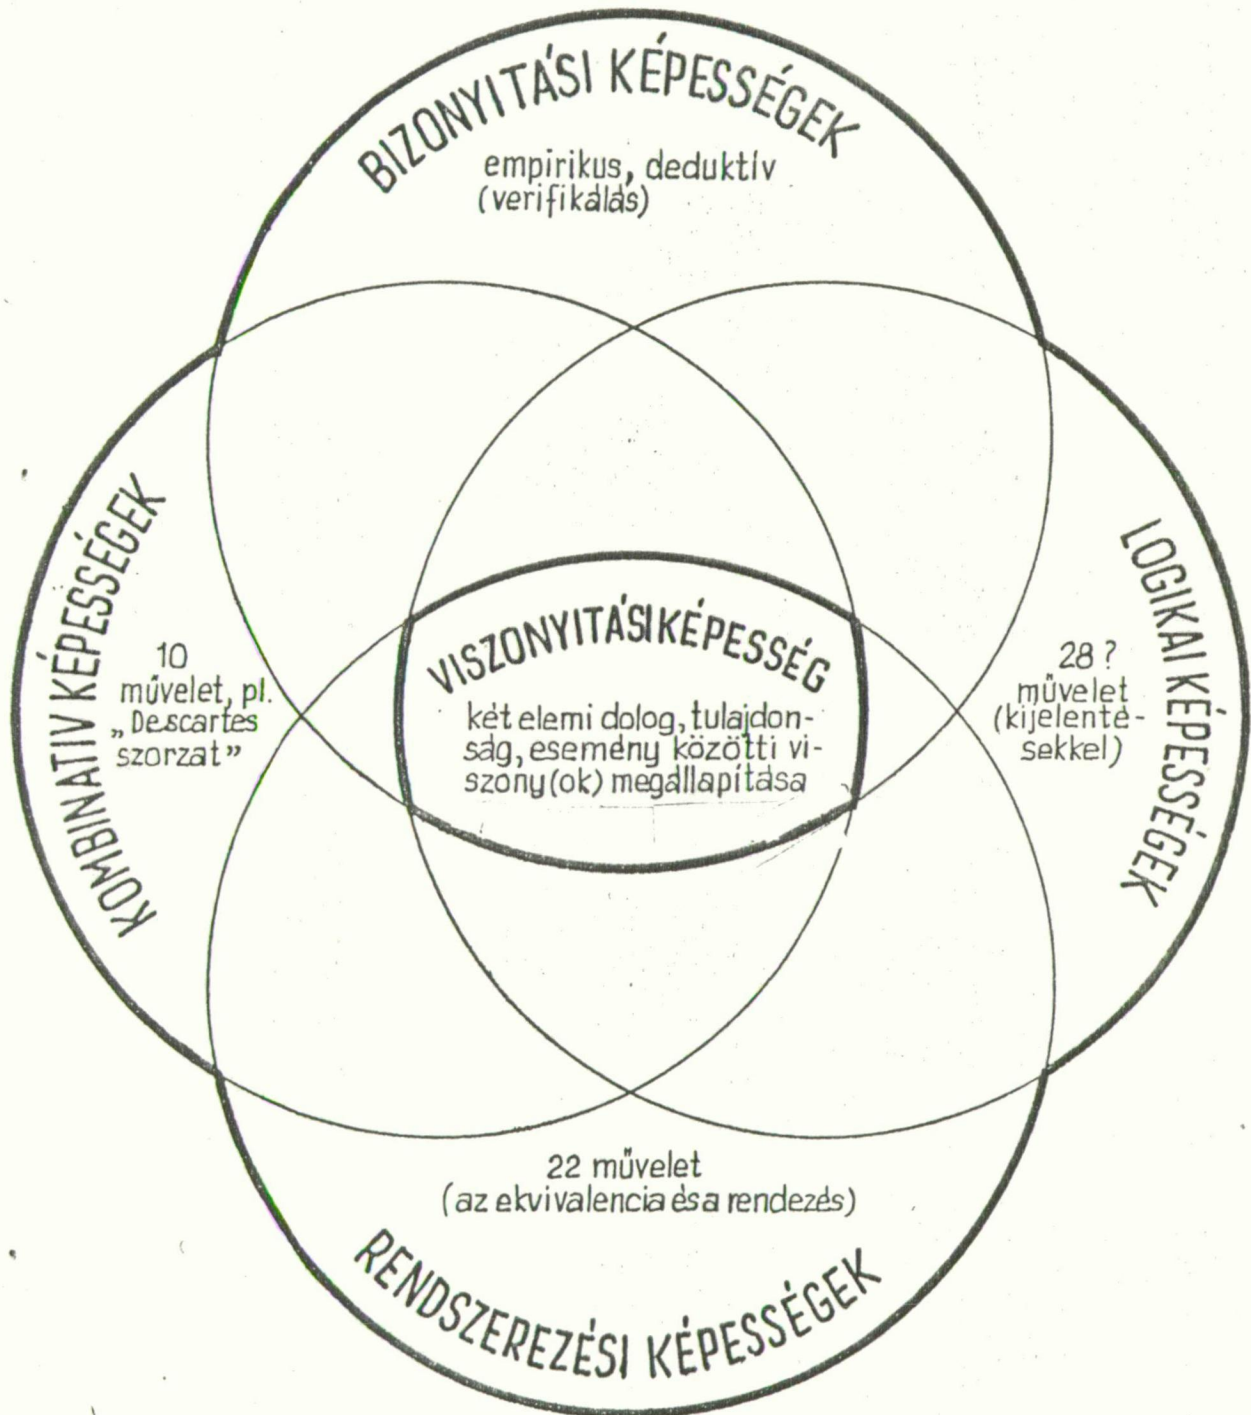 BIZONYITÁSI KÉPESSÉGEK
empirikus, deduktív
(verifikálás)
KOMBINATIV KÉPESSÉGEK
10
művelet, pl.
„Descartes
szorzat”
VISZONYITÁSI KÉPESSÉG
két elemi dolog, tulajdon-
ság, esemény közötti vi-
szony(ok) megállapítása
LOGIKAI KÉPESSÉGEK
28 ?
művelet
(kijelenté-
sekkel)
22 művelet
(az ekvivalencia és a rendezés)
RENDSZEREZÉSI KÉPESSÉGEK